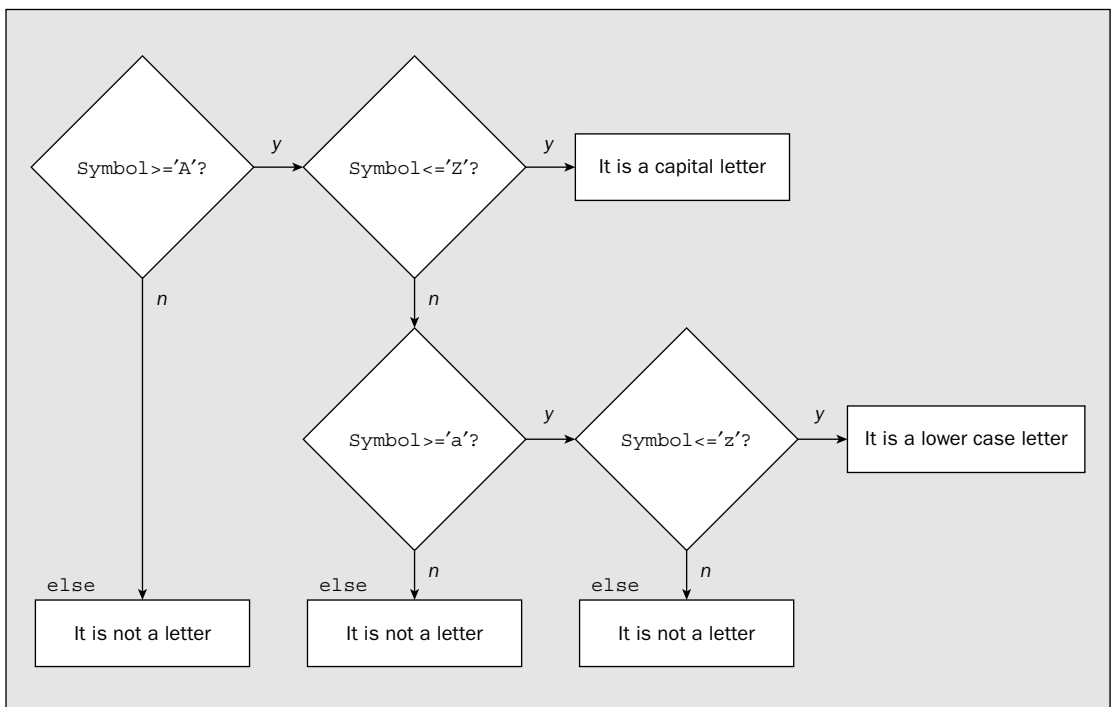 y
y
Symbol>='A'?
Symbol<='Z'?
It is a capital letter
n
n
y
y
Symbol>='a'?
Symbol<='z'?
It is a lower case letter
n
n
else
else
else
It is not a letter
It is not a letter
It is not a letter